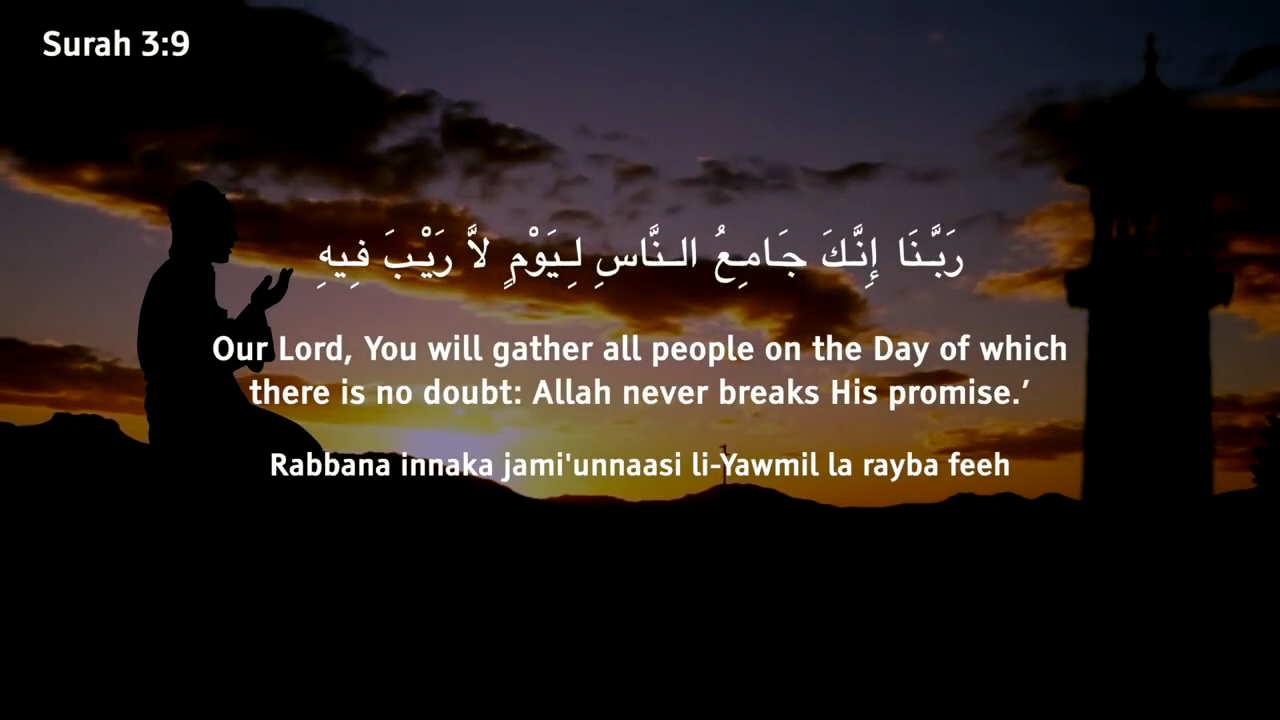 Surah 3:9
رَبَّنَا إِنَّكَ جَامِعُ النَّاسِ لِيَوْمٍ لاَّ رَيْبَ فِيهِ
Our Lord, You will gather all people on the Day of which
there is no doubt: Allah never breaks His promise.’
Rabbana innaka jami'unnaasi li-Yawmil la rayba feeh